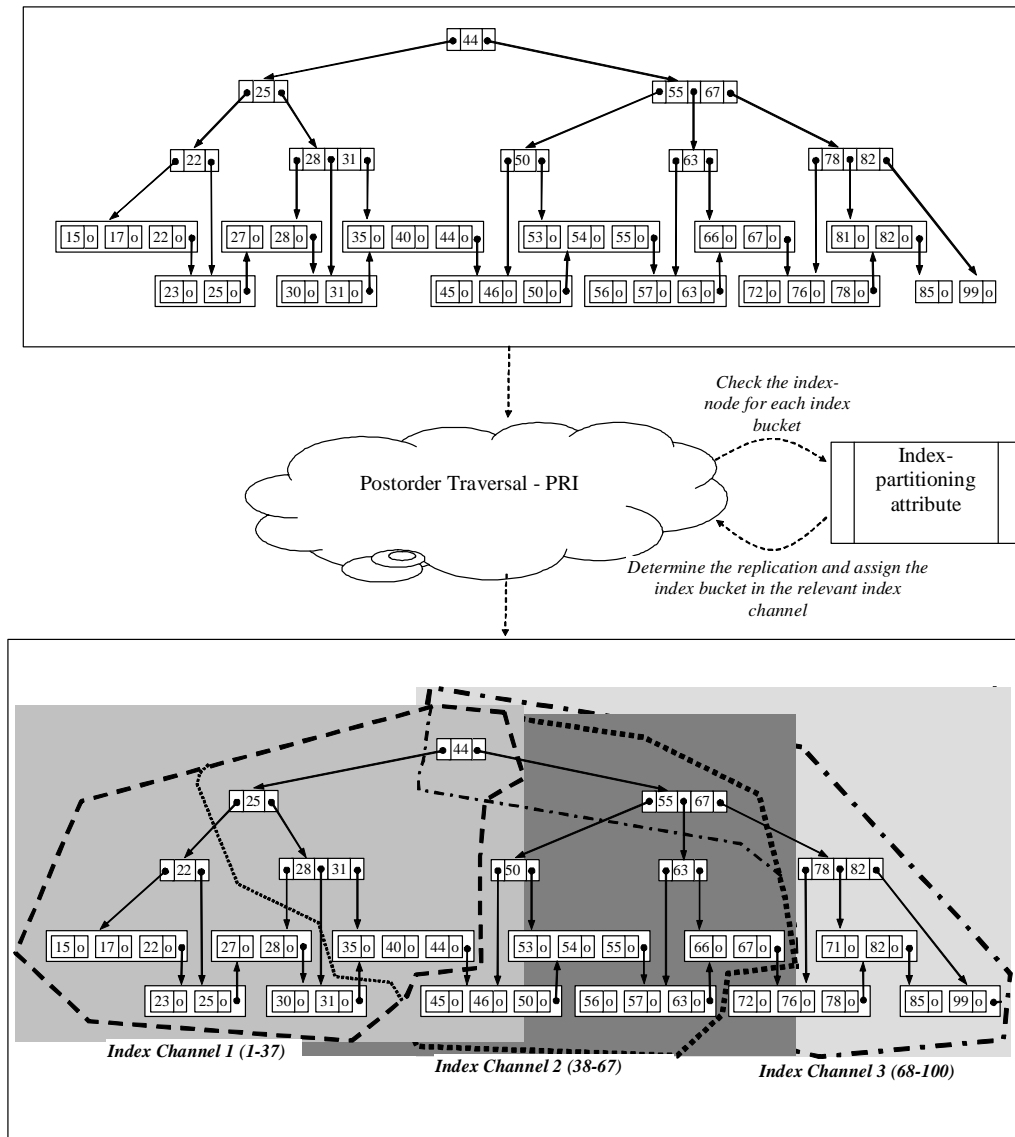 44
25
55 67
22
28 31
50
63
78 82
15 o 17 o 22 o
27 o 28 o
35 o 40 o 44 o
53 o 54 o 55 o
66 o 67 o
81 o 82 o
23 o 25 o
30 o 31 o
45 o 46 o 50 o
56 o 57 o 63 o
72 o 76 o 78 o
85 o 99 o
Check the index-
node for each index
bucket
Postorder Traversal - PRI
Index-
partitioning
attribute
Determine the replication and assign the
index bucket in the relevant index
channel
44
25
55 67
22
28 31
50
63
78 82
15 o 17 o 22 o
27 o 28 o
35 o 40 o 44 o
53 o 54 o 55 o
66 o 67 o
71 o 82 o
23 o 25 o
30 o 31 o
45 o 46 o 50 o
56 o 57 o 63 o
72 o 76 o 78 o
85 o 99 o
Index Channel 1 (1-37)
Index Channel 2 (38-67)
Index Channel 3 (68-100)